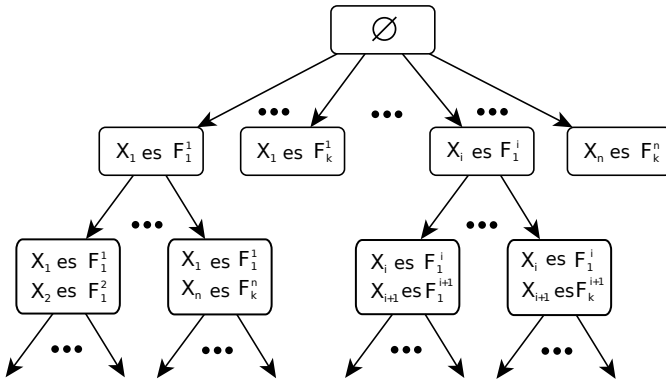 ∅
••• ••• •••
X₁ es F₁¹
X₁ es Fₖ¹
Xᵢ es F₁ⁱ
Xₙ es Fₖⁿ
••• •••
X₁ es F₁¹
X₂ es F₁²
X₁ es F₁¹
Xₙ es Fₖⁿ
Xᵢ es F₁ⁱ
Xᵢ₊₁ es F₁ⁱ⁺¹
Xᵢ es F₁ⁱ
Xᵢ₊₁ es Fₖⁱ⁺¹
••• ••• ••• •••